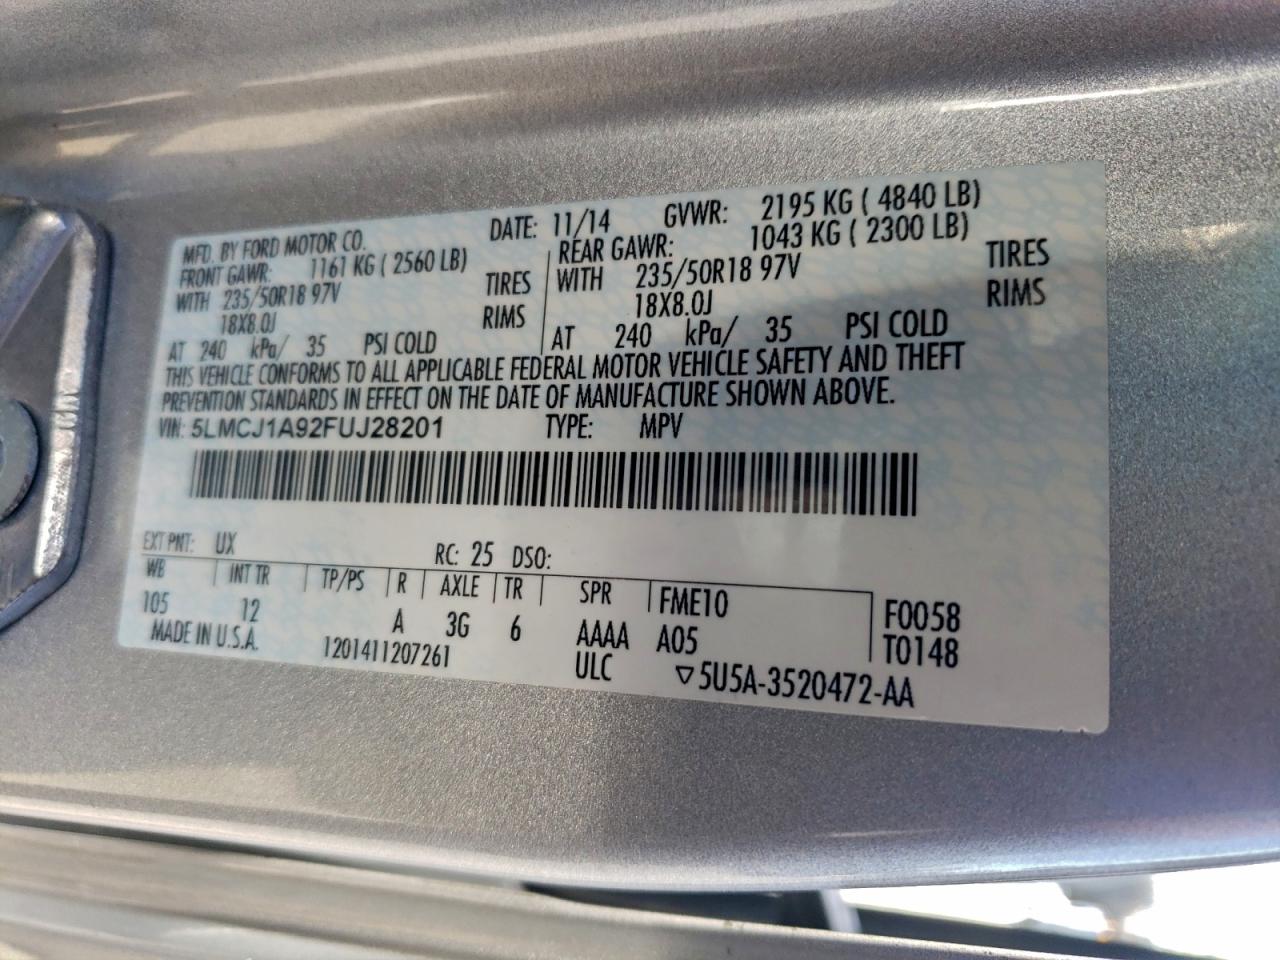 MFD. BY FORD MOTOR CO. DATE: 11/14 GVWR: 2195 KG ( 4840 LB)
FRONT GAWR: 1161 KG ( 2560 LB) REAR GAWR: 1043 KG ( 2300 LB)
WITH 235/50R18 97V TIRES WITH 235/50R18 97V TIRES
18X8.0J RIMS 18X8.0J RIMS
AT 240 kPa/ 35 PSI COLD AT 240 kPa/ 35 PSI COLD
THIS VEHICLE CONFORMS TO ALL APPLICABLE FEDERAL MOTOR VEHICLE SAFETY AND THEFT
PREVENTION STANDARDS IN EFFECT ON THE DATE OF MANUFACTURE SHOWN ABOVE.
VIN: 5LMCJ1A92FUJ28201 TYPE: MPV
EXT PNT: UX RC: 25 DSO:
WB INT TR TP/PS R AXLE TR SPR FME10 F0058
105 12 A 3G 6 AAAA A05 T0148
MADE IN U.S.A. 1201411207261 ULC ▽5U5A-3520472-AA